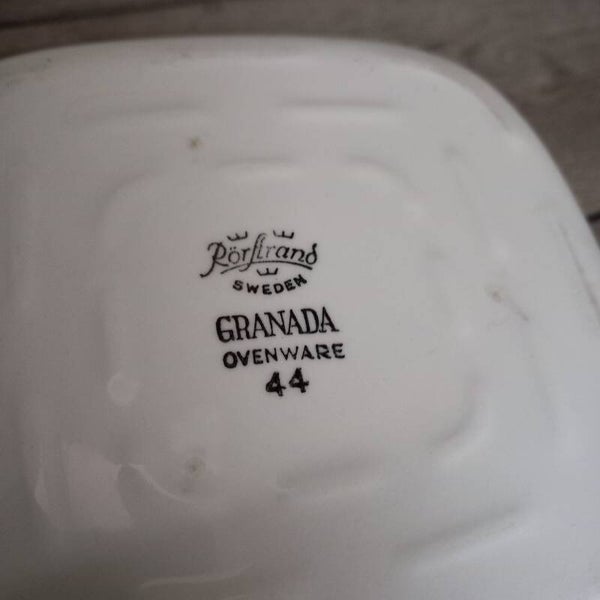 Rörstrand
SWEDEN
GRANADA
OVENWARE
44